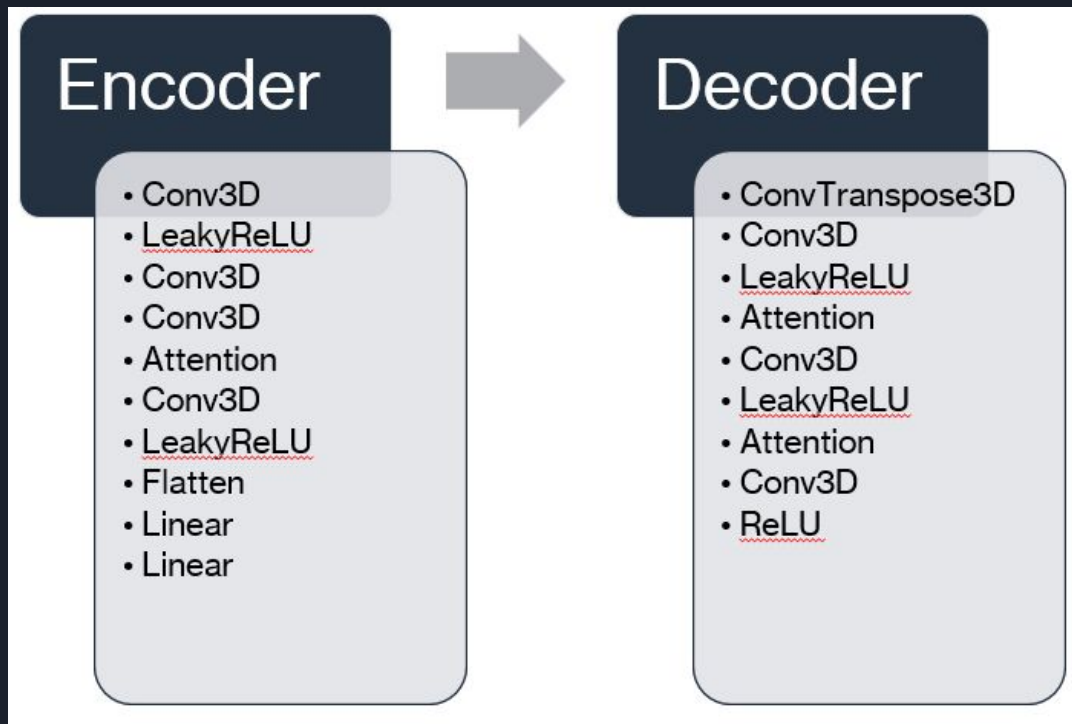 Encoder
• Conv3D
• LeakyReLU
• Conv3D
• Conv3D
• Attention
• Conv3D
• LeakyReLU
• Flatten
• Linear
• Linear
Decoder
• ConvTranspose3D
• Conv3D
• LeakyReLU
• Attention
• Conv3D
• LeakyReLU
• Attention
• Conv3D
• ReLU